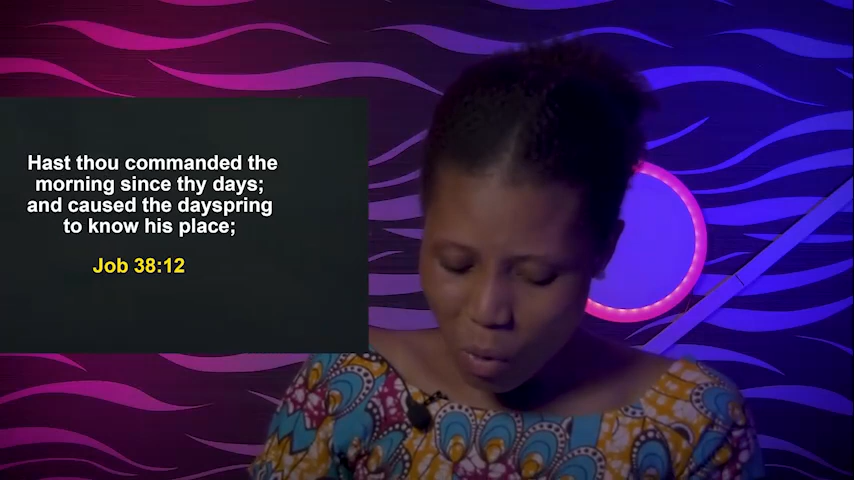 Hast thou commanded the
morning since thy days;
and caused the dayspring
to know his place;
Job 38:12